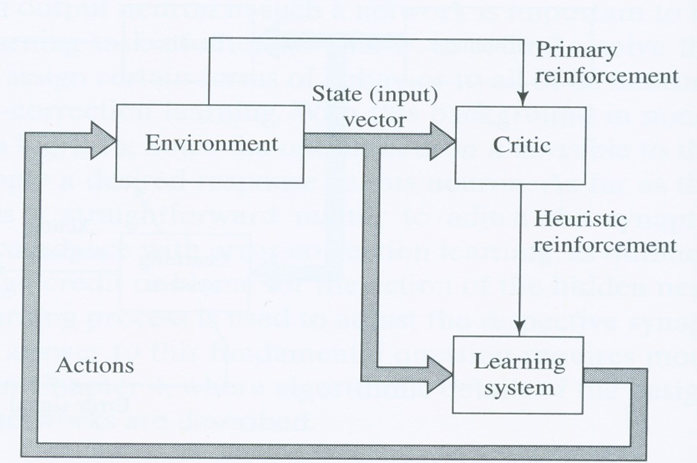 Primary
reinforcement
State (input)
vector
Environment
Critic
Heuristic
reinforcement
Actions
Learning
system